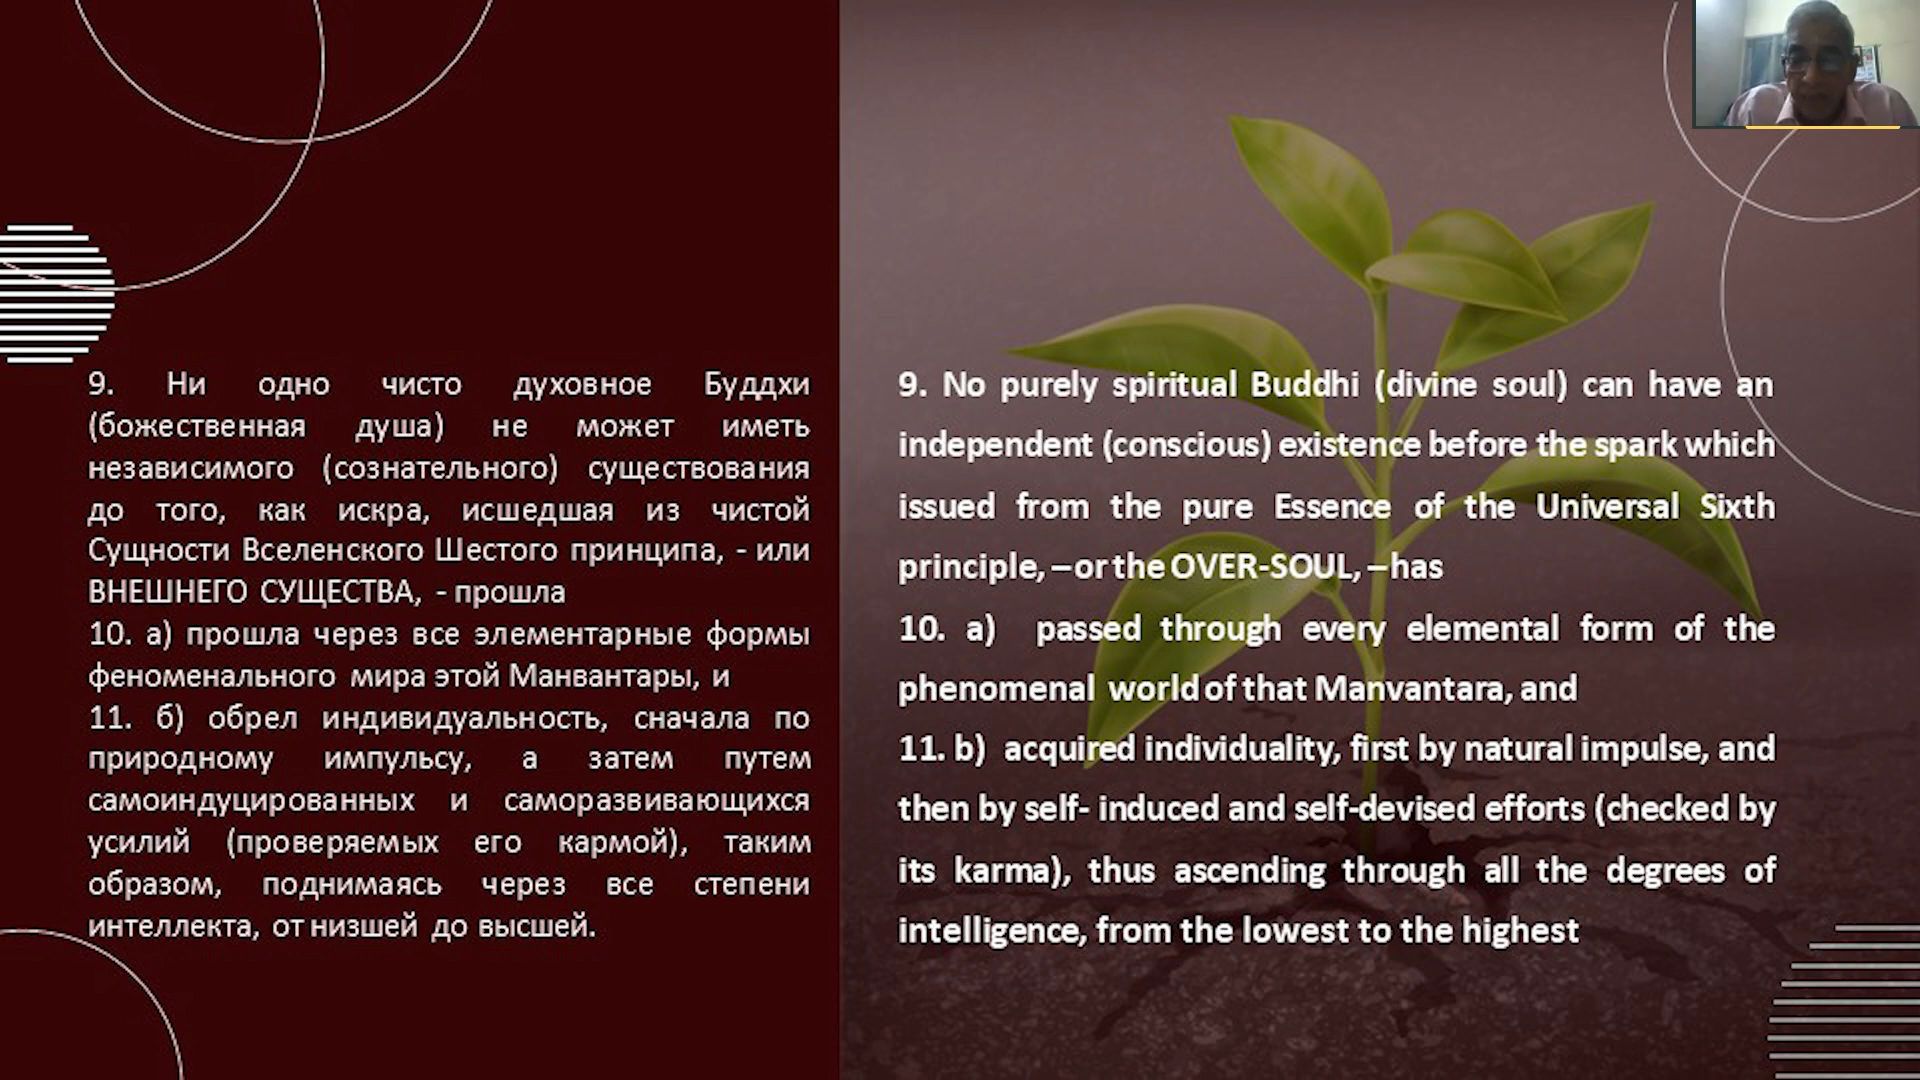 9. Ни одно чисто духовное Буддхи
(божественная душа) не может иметь
независимого (сознательного) существования
до того, как искра, исшедшая из чистой
Сущности Вселенского Шестого принципа, - или
ВНЕШНЕГО СУЩЕСТВА, - прошла
10. а) прошла через все элементарные формы
феноменального мира этой Манвантары, и
11. б) обрел индивидуальность, сначала по
природному импульсу, а затем путем
самоиндуцированных и саморазвивающихся
усилий (проверяемых его кармой), таким
образом, поднимаясь через все степени
интеллекта, от низшей до высшей.
9. No purely spiritual Buddhi (divine soul) can have an
independent (conscious) existence before the spark which
issued from the pure Essence of the Universal Sixth
principle, – or the OVER-SOUL, – has
10. a) passed through every elemental form of the
phenomenal world of that Manvantara, and
11. b) acquired individuality, first by natural impulse, and
then by self- induced and self-devised efforts (checked by
its karma), thus ascending through all the degrees of
intelligence, from the lowest to the highest